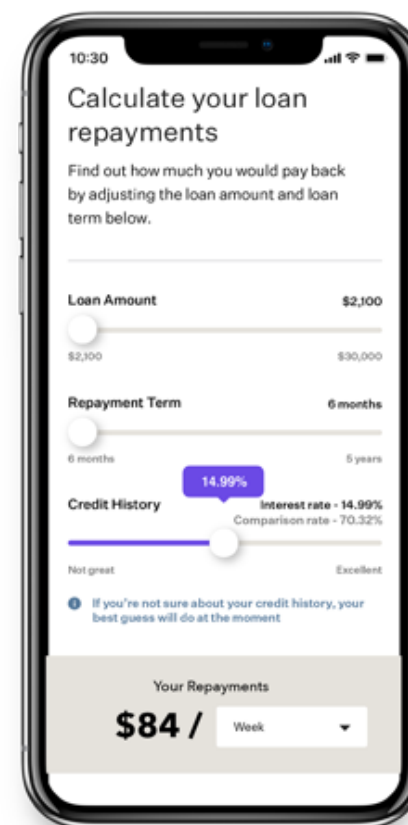 10:30
Calculate your loan
repayments
Find out how much you would pay back
by adjusting the loan amount and loan
term below.
Loan Amount $2,100
$2,100 $30,000
Repayment Term 6 months
6 months 5 years
14.99%
Credit History Interest rate - 14.99%
Comparison rate - 70.32%
Not great Excellent
If you're not sure about your credit history, your
best guess will do at the moment
Your Repayments
$84 / Week